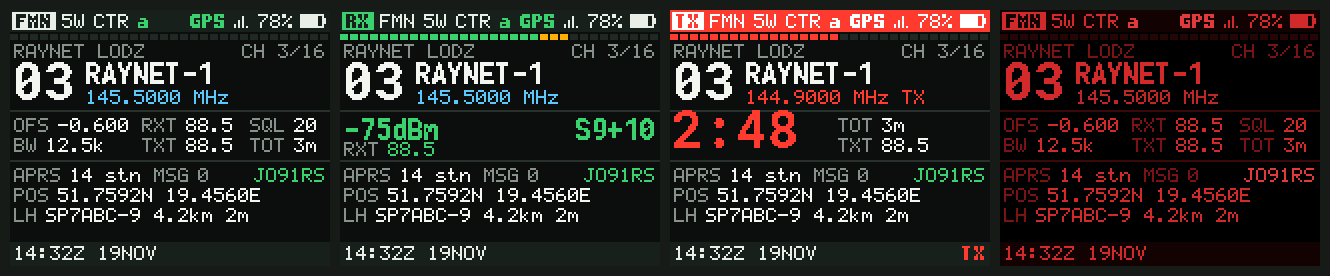 FMN 5W CTR a GPS 78%
RAYNET LODZ CH 3/16
03 RAYNET-1
145.5000 MHz
OFS -0.600 RXT 88.5 SQL 20
BW 12.5k TXT 88.5 TOT 3m
APRS 14 stn MSG 0 JO91RS
POS 51.7592N 19.4560E
LH SP7ABC-9 4.2km 2m
14:32Z 19NOV
RX FMN 5W CTR a GPS 78%
RAYNET LODZ CH 3/16
03 RAYNET-1
145.5000 MHz
-75dBm S9+10
RXT 88.5
APRS 14 stn MSG 0 JO91RS
POS 51.7592N 19.4560E
LH SP7ABC-9 4.2km 2m
14:32Z 19NOV
TX FMN 5W CTR a GPS 78%
RAYNET LODZ CH 3/16
03 RAYNET-1
144.9000 MHz TX
2:48 TOT 3m
TXT 88.5
APRS 14 stn MSG 0 JO91RS
POS 51.7592N 19.4560E
LH SP7ABC-9 4.2km 2m
14:32Z 19NOV TX
FMN 5W CTR a GPS 78%
RAYNET LODZ CH 3/16
03 RAYNET-1
145.5000 MHz
OFS -0.600 RXT 88.5 SQL 20
BW 12.5k TXT 88.5 TOT 3m
APRS 14 stn MSG 0 JO91RS
POS 51.7592N 19.4560E
LH SP7ABC-9 4.2km 2m
14:32Z 19NOV